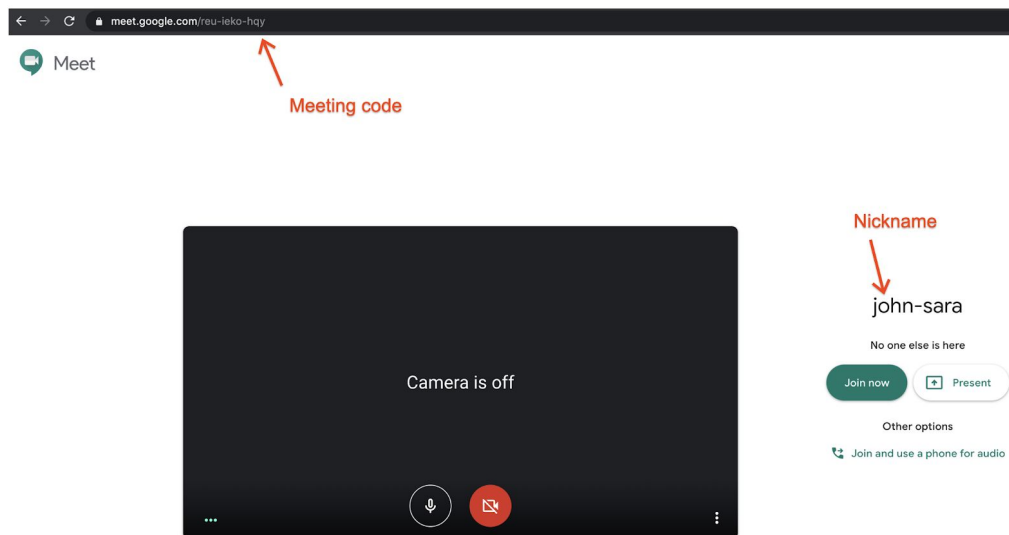 meet.google.com/reu-ieko-hqy
Meet
Meeting code
Nickname
john-sara
No one else is here
Camera is off
Join now
Present
Other options
Join and use a phone for audio